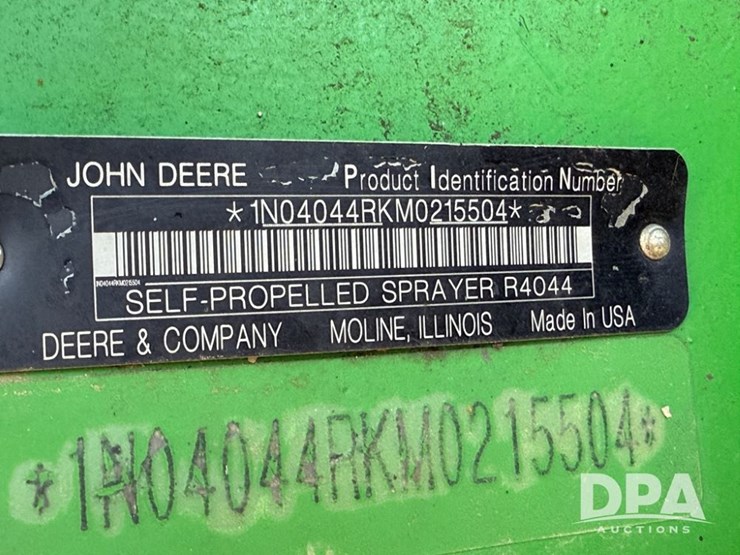 JOHN DEERE Product Identification Number
*1N04044RKM0215504*
1N04044RKM0215504
SELF-PROPELLED SPRAYER R4044
DEERE & COMPANY MOLINE, ILLINOIS Made In USA
*1N04044RKM0215504*
DPA
AUCTIONS